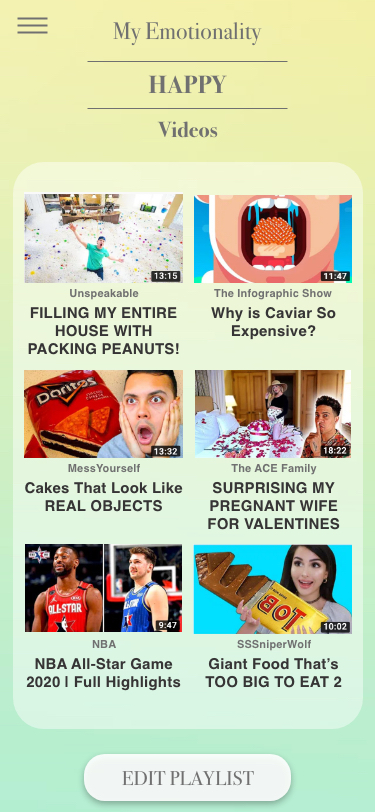 My Emotionality
HAPPY
Videos
13:15
11:47
Unspeakable
The Infographic Show
FILLING MY ENTIRE
HOUSE WITH
PACKING PEANUTS!
Why is Caviar So
Expensive?
Doritos
13:32
18:22
MessYourself
The ACE Family
Cakes That Look Like
REAL OBJECTS
SURPRISING MY
PREGNANT WIFE
FOR VALENTINES
ALL-STAR
9:47
TOB
10:02
NBA
SSSniperWolf
NBA All-Star Game
2020 | Full Highlights
Giant Food That's
TOO BIG TO EAT 2
EDIT PLAYLIST